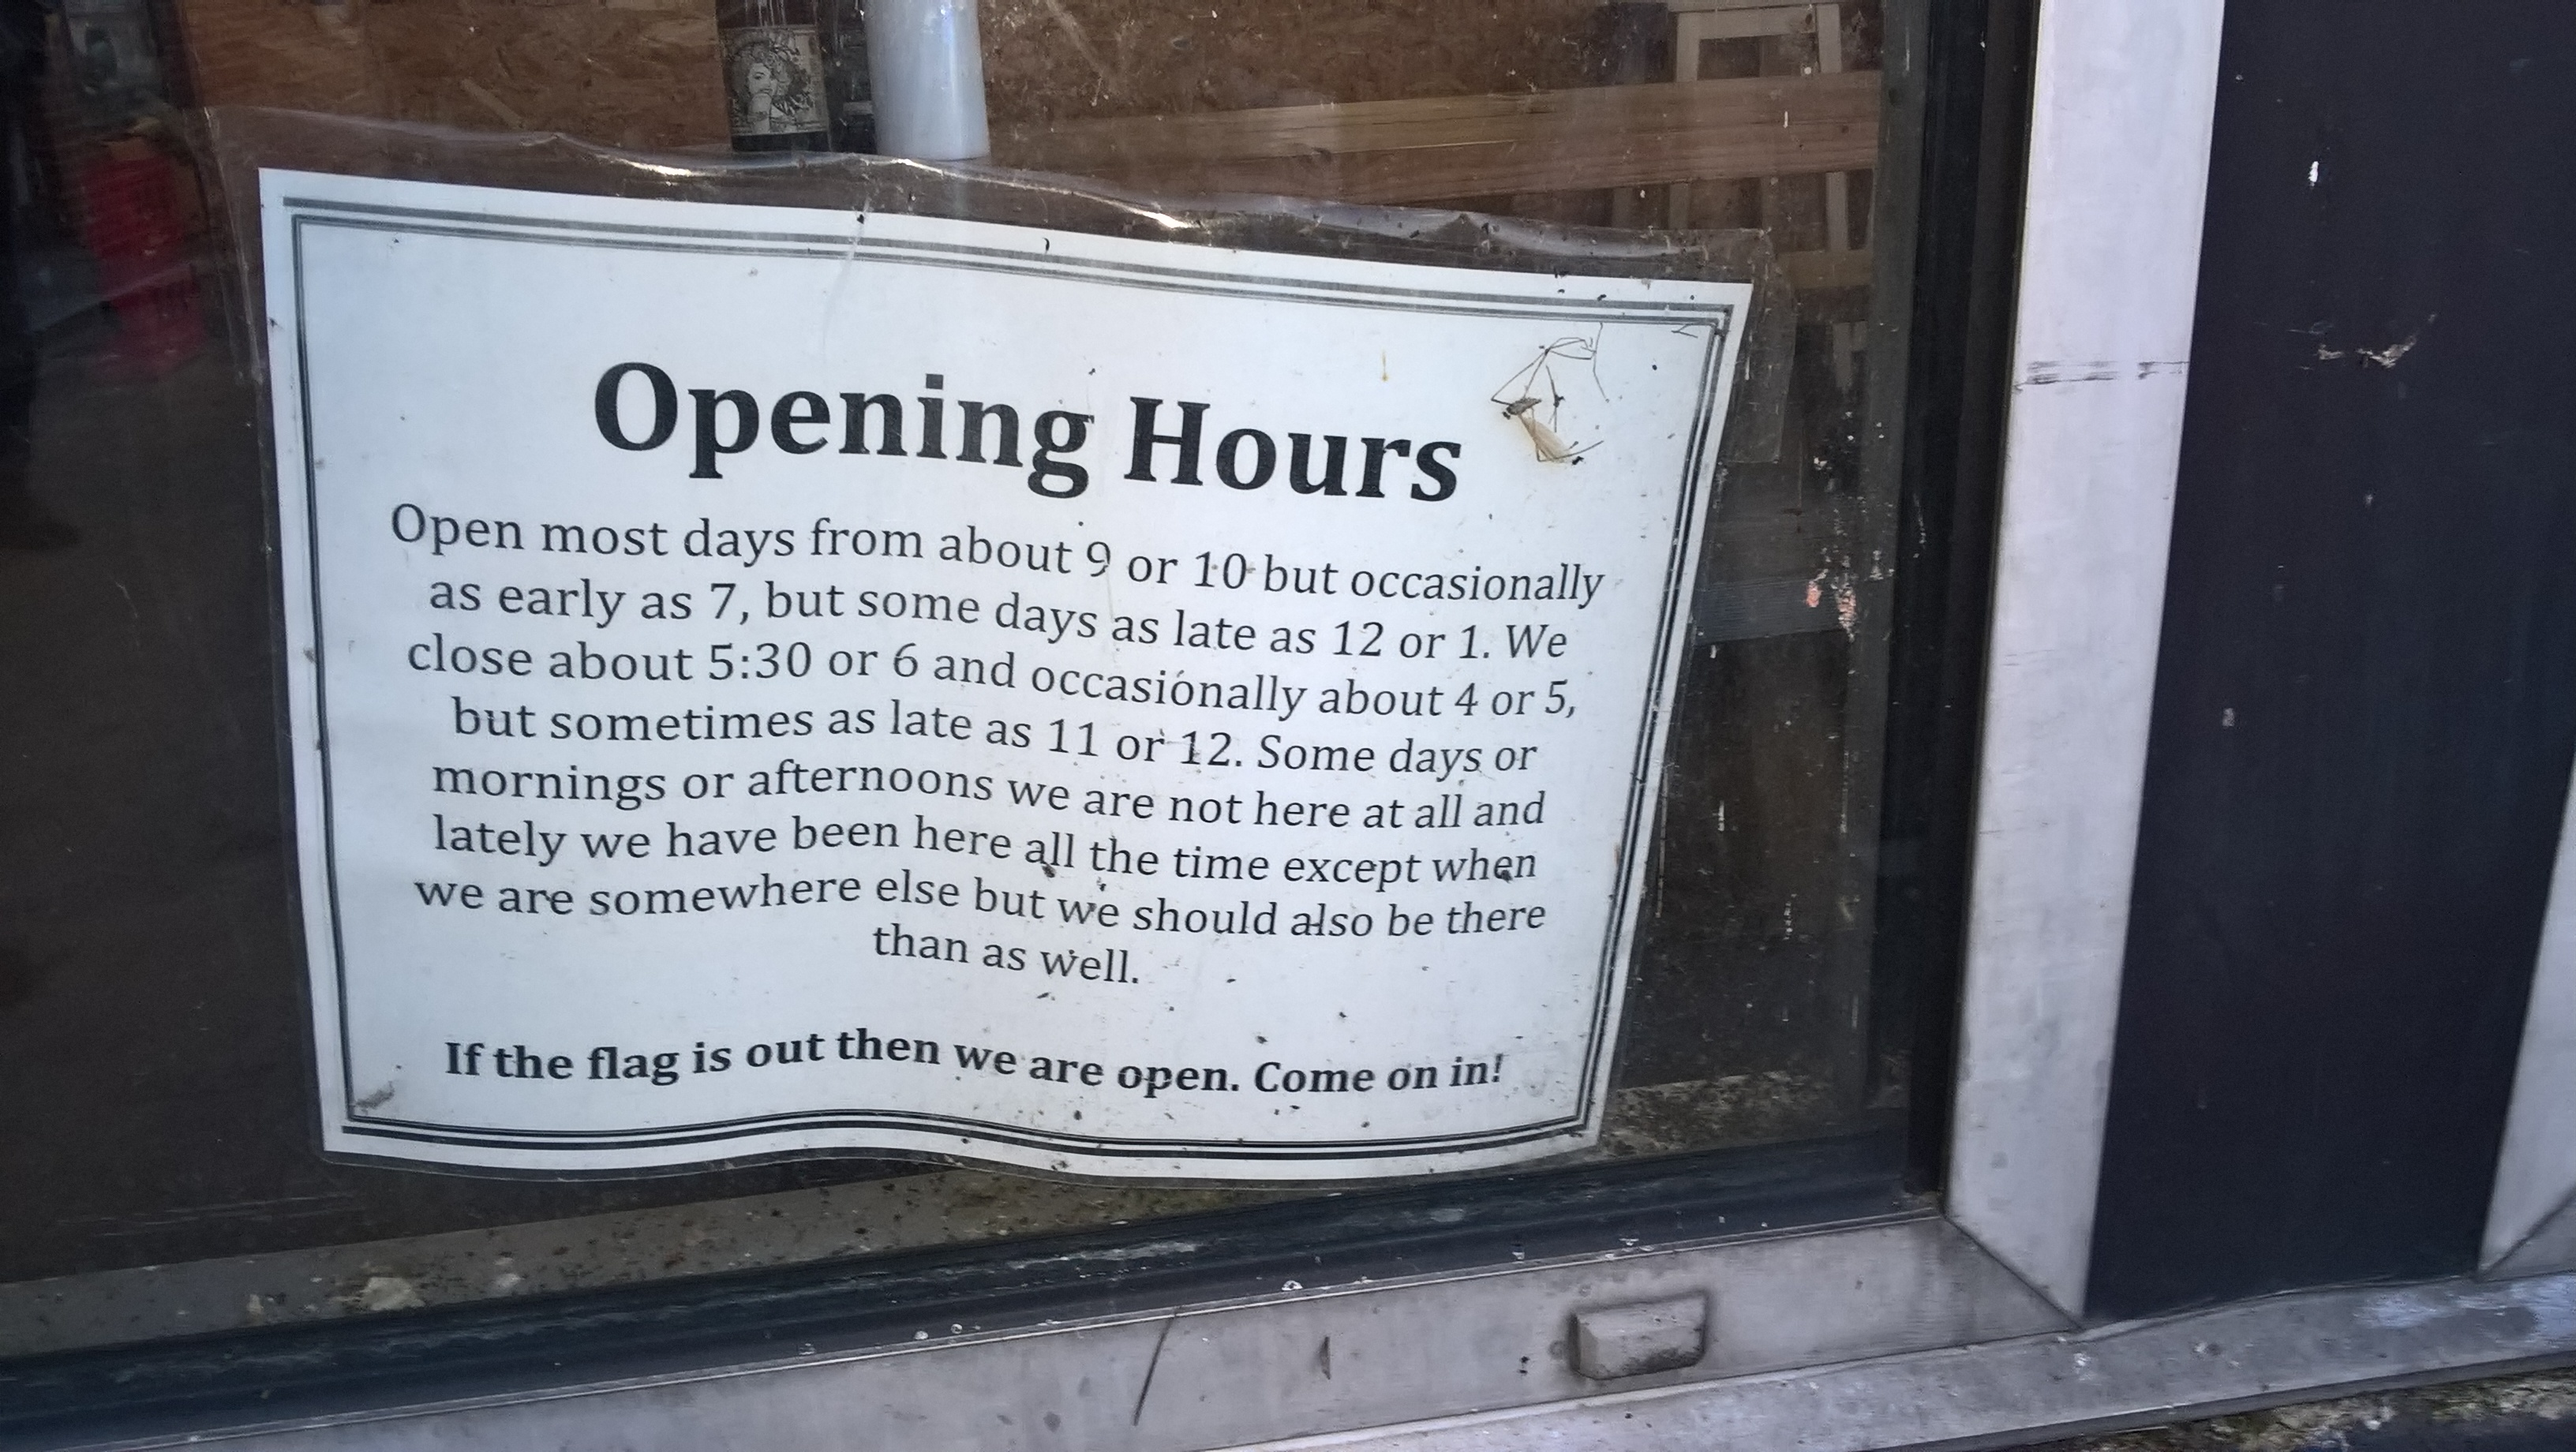 Opening Hours
Open most days from about 9 or 10 but occasionally
as early as 7, but some days as late as 12 or 1. We
close about 5:30 or 6 and occasionally about 4 or 5,
but sometimes as late as 11 or 12. Some days or
mornings or afternoons we are not here at all and
lately we have been here all the time except when
we are somewhere else but we should also be there
than as well.
If the flag is out then we are open. Come on in!